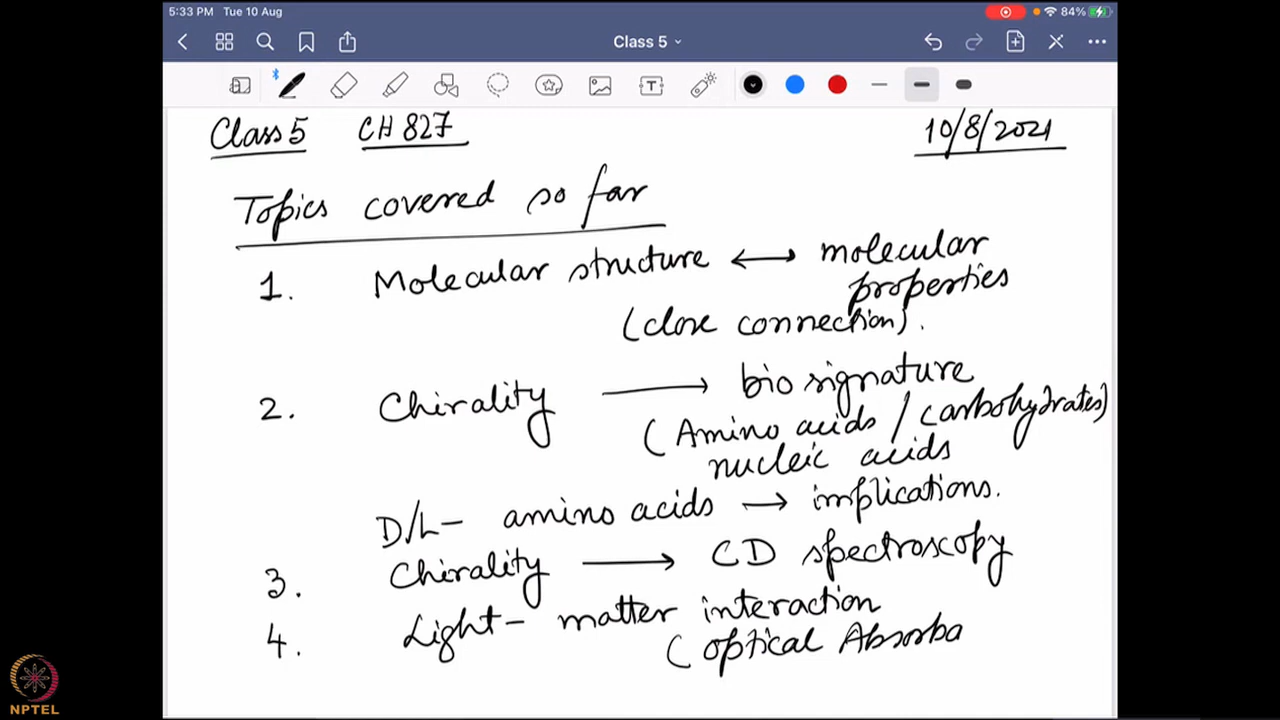 5:33 PM Tue 10 Aug 84%
Class 5
T
Class 5 CH 827 10/8/2021
Topics covered so far
1. Molecular structure ⟷ molecular
properties
(close connection).
2. Chirality ⟶ bio signature
(Amino acids / carbohydrates)
nucleic acids
D/L- amino acids → implications.
3. Chirality ⟶ CD spectroscopy
4. Light- matter interaction
(optical Absorba
NPTEL